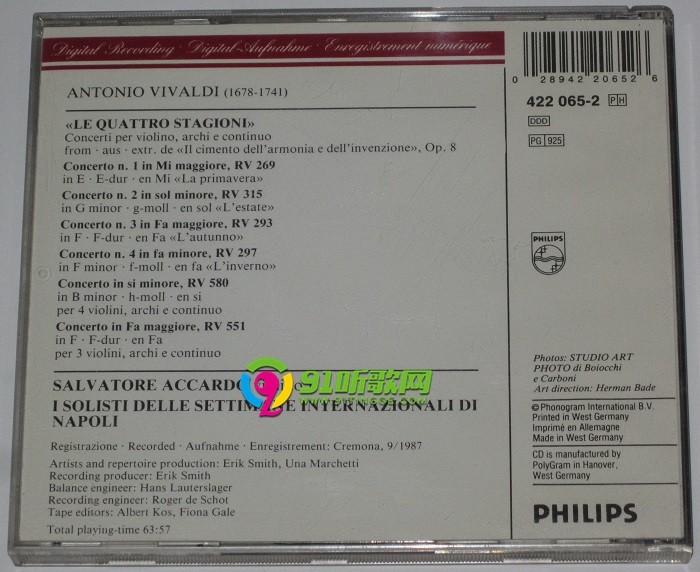 Digital Recording · Digital-Aufnahme · Enregistrement numérique
ANTONIO VIVALDI (1678-1741)
«LE QUATTRO STAGIONI»
Concerti per violino, archi e continuo
from · aus · extr. de «Il cimento dell'armonia e dell'invenzione», Op. 8
Concerto n. 1 in Mi maggiore, RV 269
in E · E-dur · en Mi «La primavera»
Concerto n. 2 in sol minore, RV 315
in G minor · g-moll · en sol «L'estate»
Concerto n. 3 in Fa maggiore, RV 293
in F · F-dur · en Fa «L'autunno»
Concerto n. 4 in fa minore, RV 297
in F minor · f-moll · en fa «L'inverno»
Concerto in si minore, RV 580
in B minor · h-moll · en si
per 4 violini, archi e continuo
Concerto in Fa maggiore, RV 551
in F · F-dur · en Fa
per 3 violini, archi e continuo
SALVATORE ACCARDO
I SOLISTI DELLE INTERNAZIONALI DI
NAPOLI
Registrazione · Recorded · Aufnahme · Enregistrement: Cremona, 9/1987
Artists and repertoire production: Erik Smith, Una Marchetti
Recording producer: Erik Smith
Balance engineer: Hans Lauterslager
Recording engineer: Roger de Schot
Tape editors: Albert Kos, Fiona Gale
Total playing-time 63:57
91听歌网
0 28942 20652 6
422 065-2 PH
DDD
PG 925
PHILIPS
Photos: STUDIO ART
PHOTO di Boiocchi
e Carboni
Art direction: Herman Bade
℗ Phonogram International B.V.
Printed in West Germany
Imprimé en Allemagne
Made in West Germany
CD is manufactured by
PolyGram in Hanover,
West Germany
PHILIPS